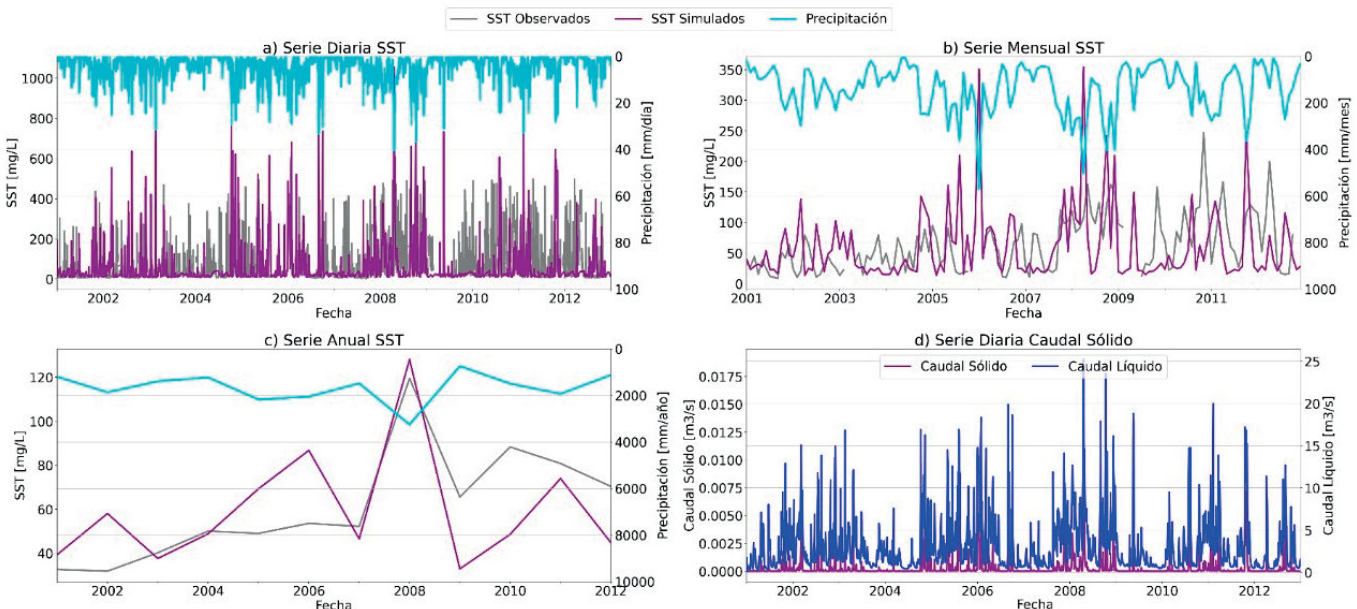 SST Observados SST Simulados Precipitación
a) Serie Diaria SST
1000
800
600
400
200
0
SST [mg/L]
0
20
40
60
80
100
Precipitación [mm/día]
2002 2004 2006 2008 2010 2012
Fecha
b) Serie Mensual SST
350
300
250
200
150
100
50
0
SST [mg/L]
0
200
400
600
800
1000
Precipitación [mm/mes]
2001 2003 2005 2007 2009 2011
Fecha
c) Serie Anual SST
120
100
80
60
40
SST [mg/L]
0
2000
4000
6000
8000
10000
Precipitación [mm/año]
2002 2004 2006 2008 2010 2012
Fecha
d) Serie Diaria Caudal Sólido
Caudal Sólido Caudal Líquido
0.0175
0.0150
0.0125
0.0100
0.0075
0.0050
0.0025
0.0000
Caudal Sólido [m3/s]
25
20
15
10
5
0
Caudal Líquido [m3/s]
2002 2004 2006 2008 2010 2012
Fecha